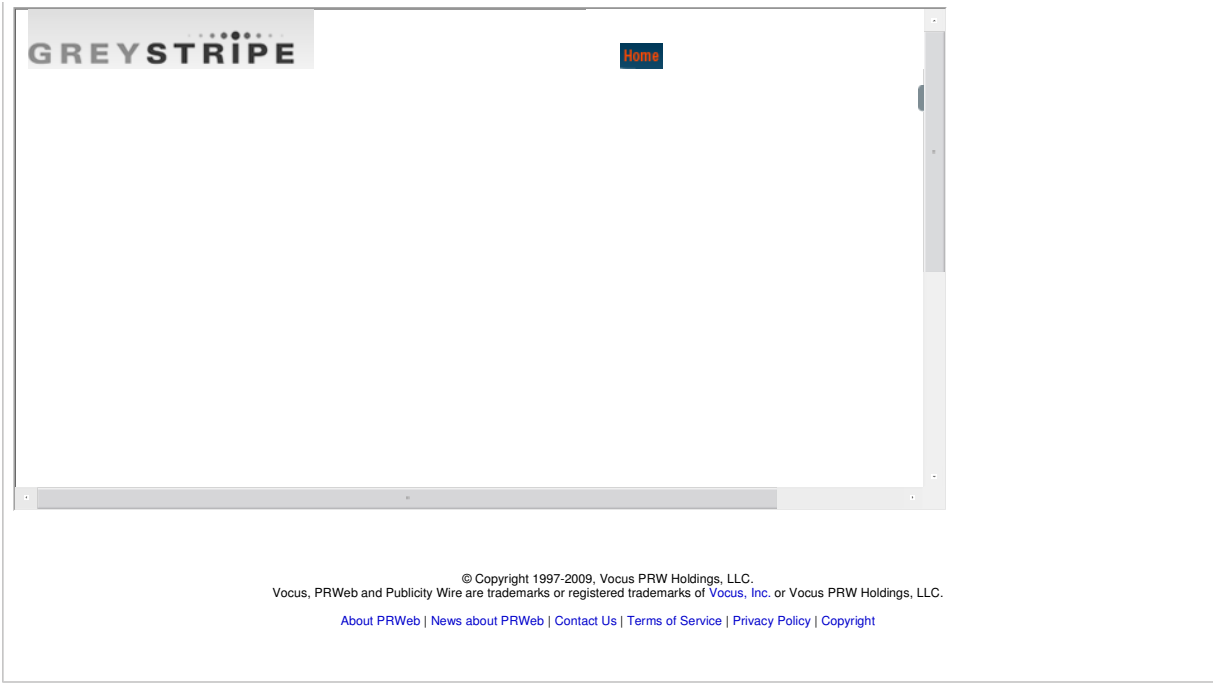 GREYSTRIPE
Home
© Copyright 1997-2009, Vocus PRW Holdings, LLC.
Vocus, PRWeb and Publicity Wire are trademarks or registered trademarks of Vocus, Inc. or Vocus PRW Holdings, LLC.
About PRWeb | News about PRWeb | Contact Us | Terms of Service | Privacy Policy | Copyright